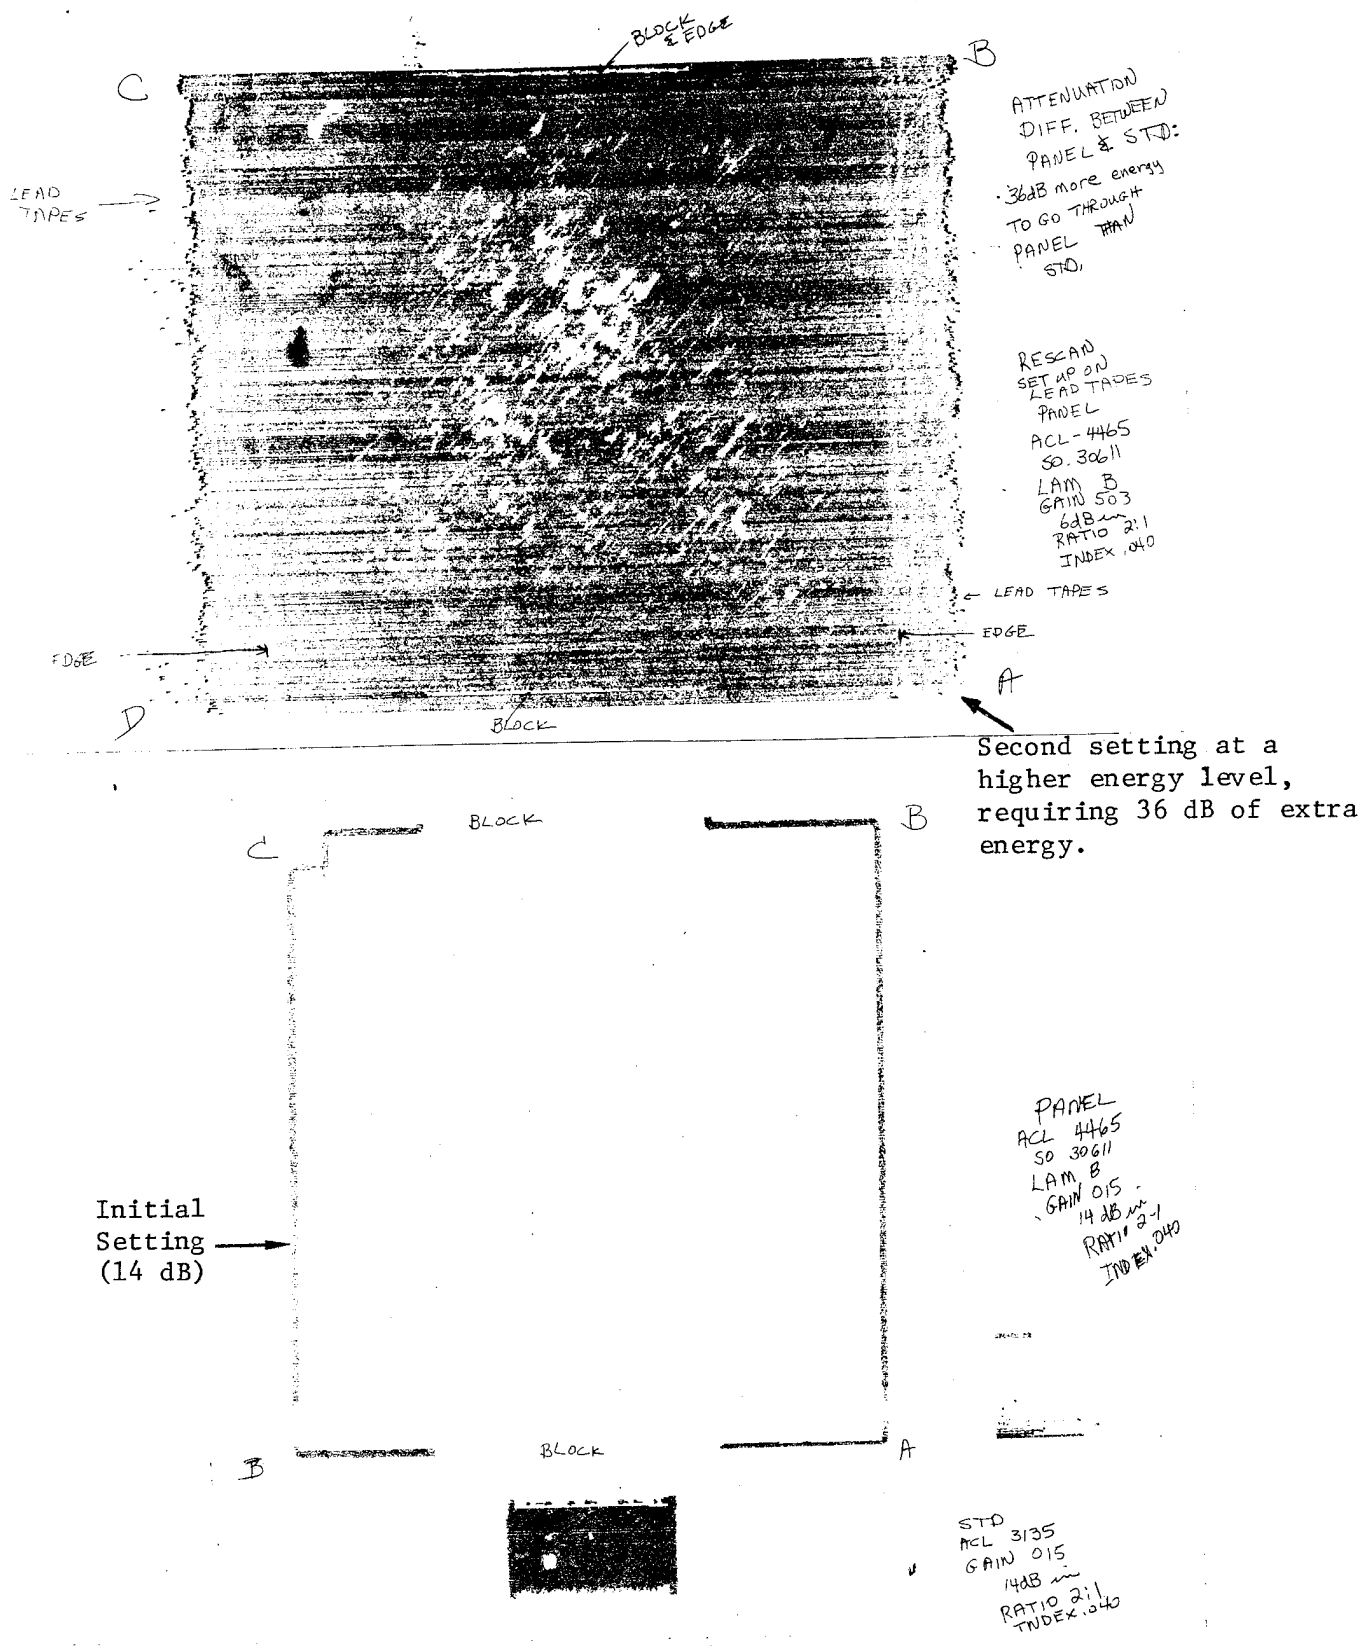 BLOCK
& EDGE
C
B
ATTENUATION
DIFF. BETWEEN
PANEL & STD:
36dB more energy
TO GO THROUGH
PANEL THAN
STD,
LEAD
TAPES
RESCAN
SET UP ON
LEAD TAPES
PANEL
ACL-4465
SO. 30611
LAM B
GAIN 503
6dB in
RATIO 2:1
INDEX .040
LEAD TAPES
EDGE
EDGE
A
D
BLOCK
Second setting at a
higher energy level,
requiring 36 dB of extra
energy.
BLOCK
B
C
PANEL
ACL 4465
SO 30611
LAM B
GAIN 015
14 dB in
RATIO 2-1
INDEX .040
Initial
Setting
(14 dB)
B
BLOCK
A
STD
ACL 3135
GAIN 015
14dB in
RATIO 2:1
INDEX .040